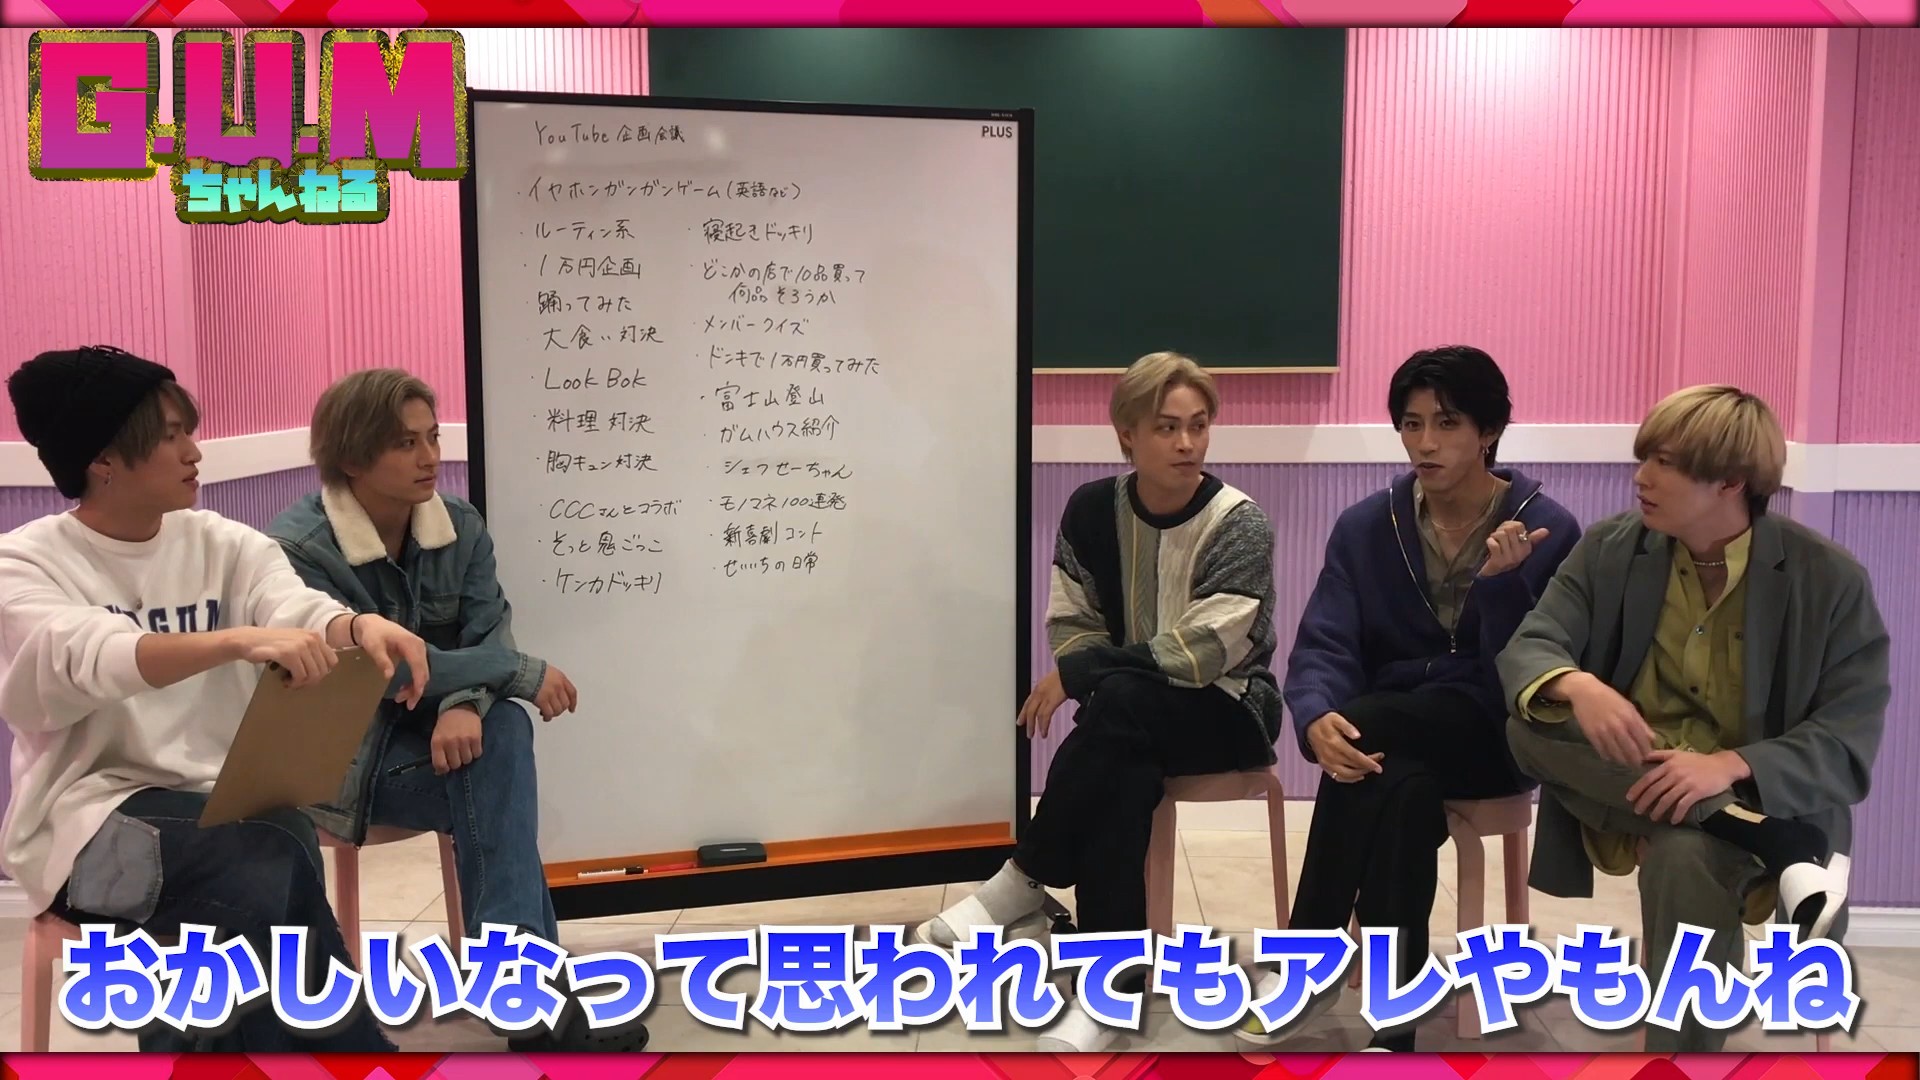 G.U.M
ちゃんねる
PLUS
YouTube 企画会議
・イヤホンガンガンゲーム(英語など)
・ルーティン系
・1万円企画
・踊ってみた
・大食い対決
・Look Bok
・料理対決
・胸キュン対決
・CCCさんとコラボ
・そっと鬼ごっこ
・ケンカドッキリ
・寝起きドッキリ
・どこかの店で10品買って
何品そろうか
・メンバークイズ
・ドンキで1万円買ってみた
・富士山登山
・ガムハウス紹介
・シェフせーちゃん
・モノマネ100連発
・新喜劇コント
・せいちの日常
G.U.M
おかしいなって思われてもアレやもんね